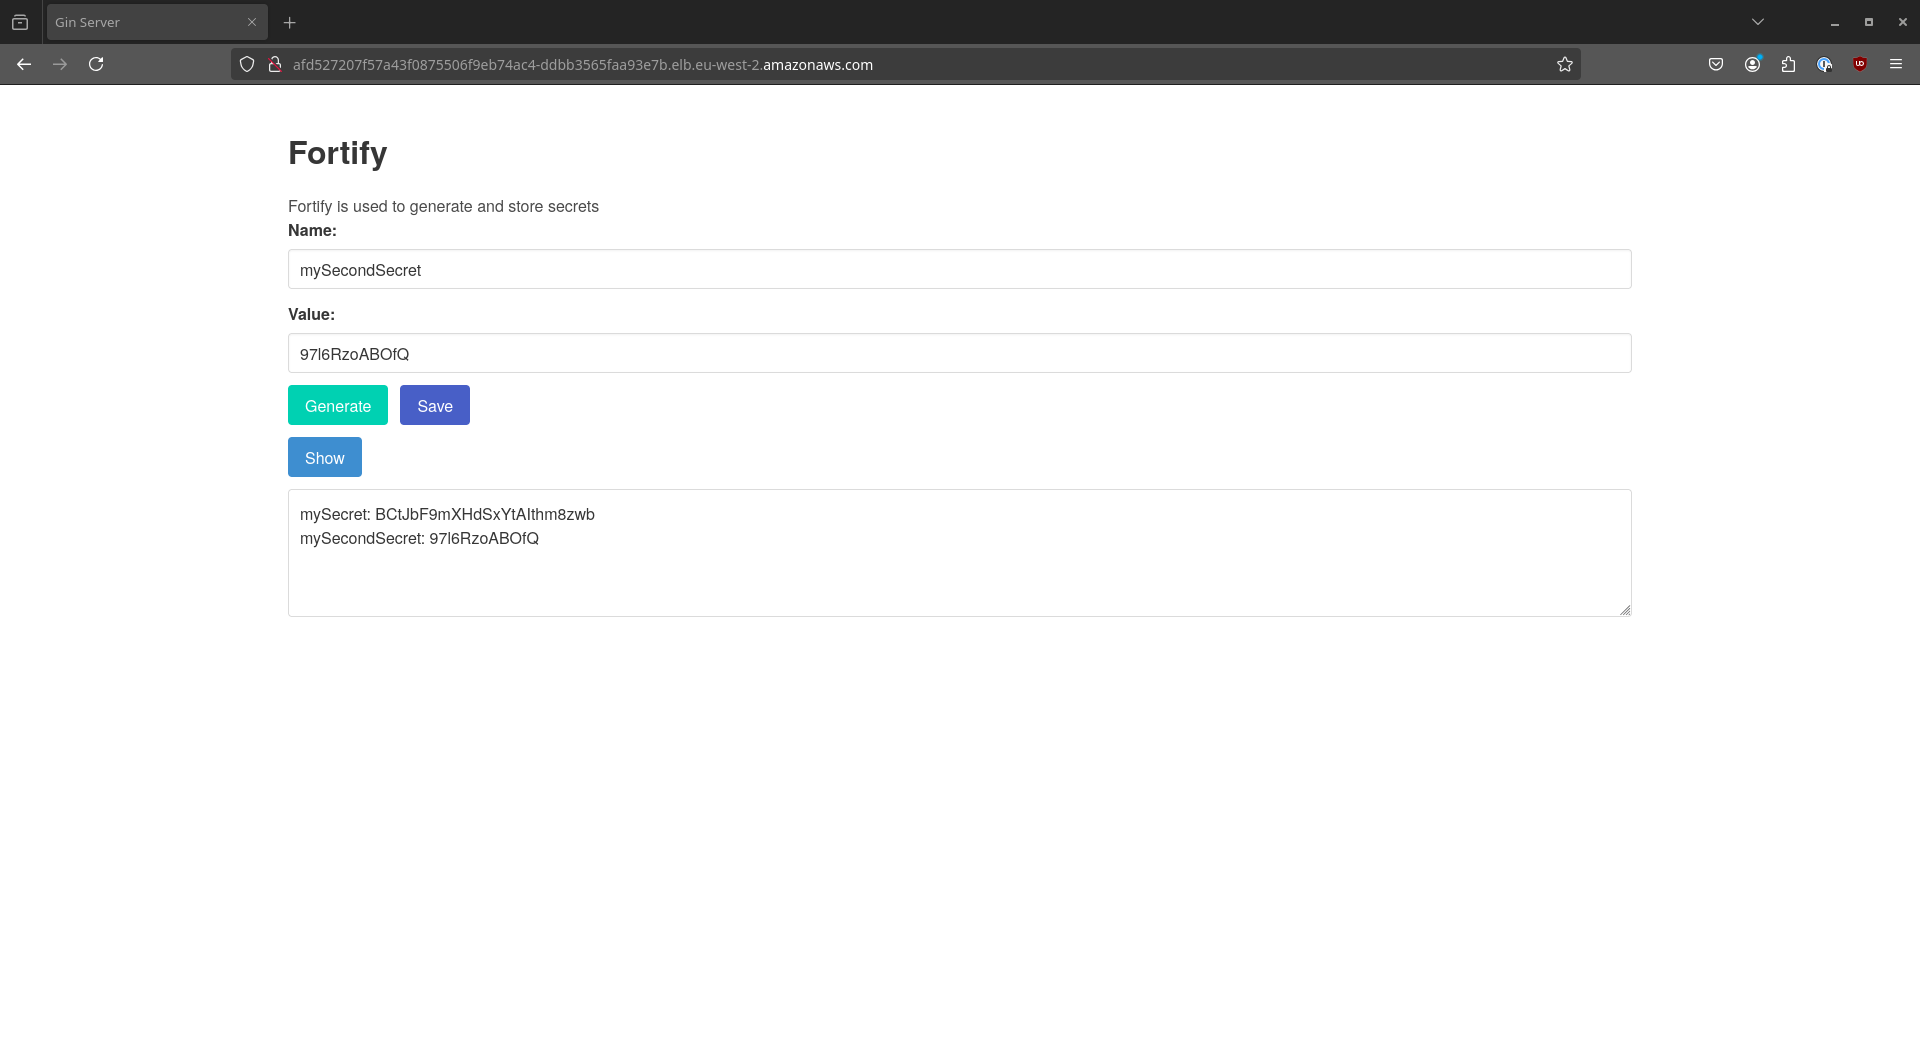 Gin Server
afd527207f57a43f0875506f9eb74ac4-ddbb3565faa93e7b.elb.eu-west-2.amazonaws.com
Fortify
Fortify is used to generate and store secrets
Name:
mySecondSecret
Value:
97l6RzoABOfQ
Generate Save
Show
mySecret: BCtJbF9mXHdSxYtAIthm8zwb
mySecondSecret: 97l6RzoABOfQ